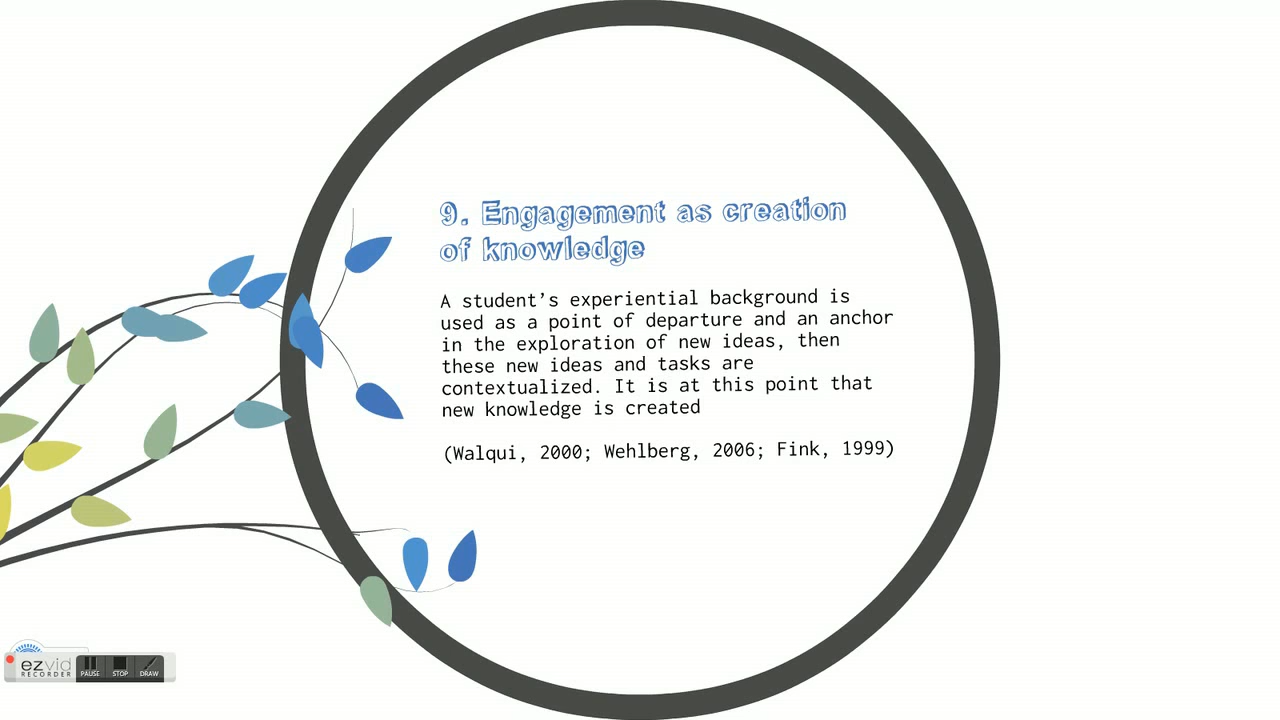 9. Engagement as creation
of knowledge
A student’s experiential background is
used as a point of departure and an anchor
in the exploration of new ideas, then
these new ideas and tasks are
contextualized. It is at this point that
new knowledge is created
(Walqui, 2000; Wehlberg, 2006; Fink, 1999)
ezvid
RECORDER
PAUSE STOP DRAW